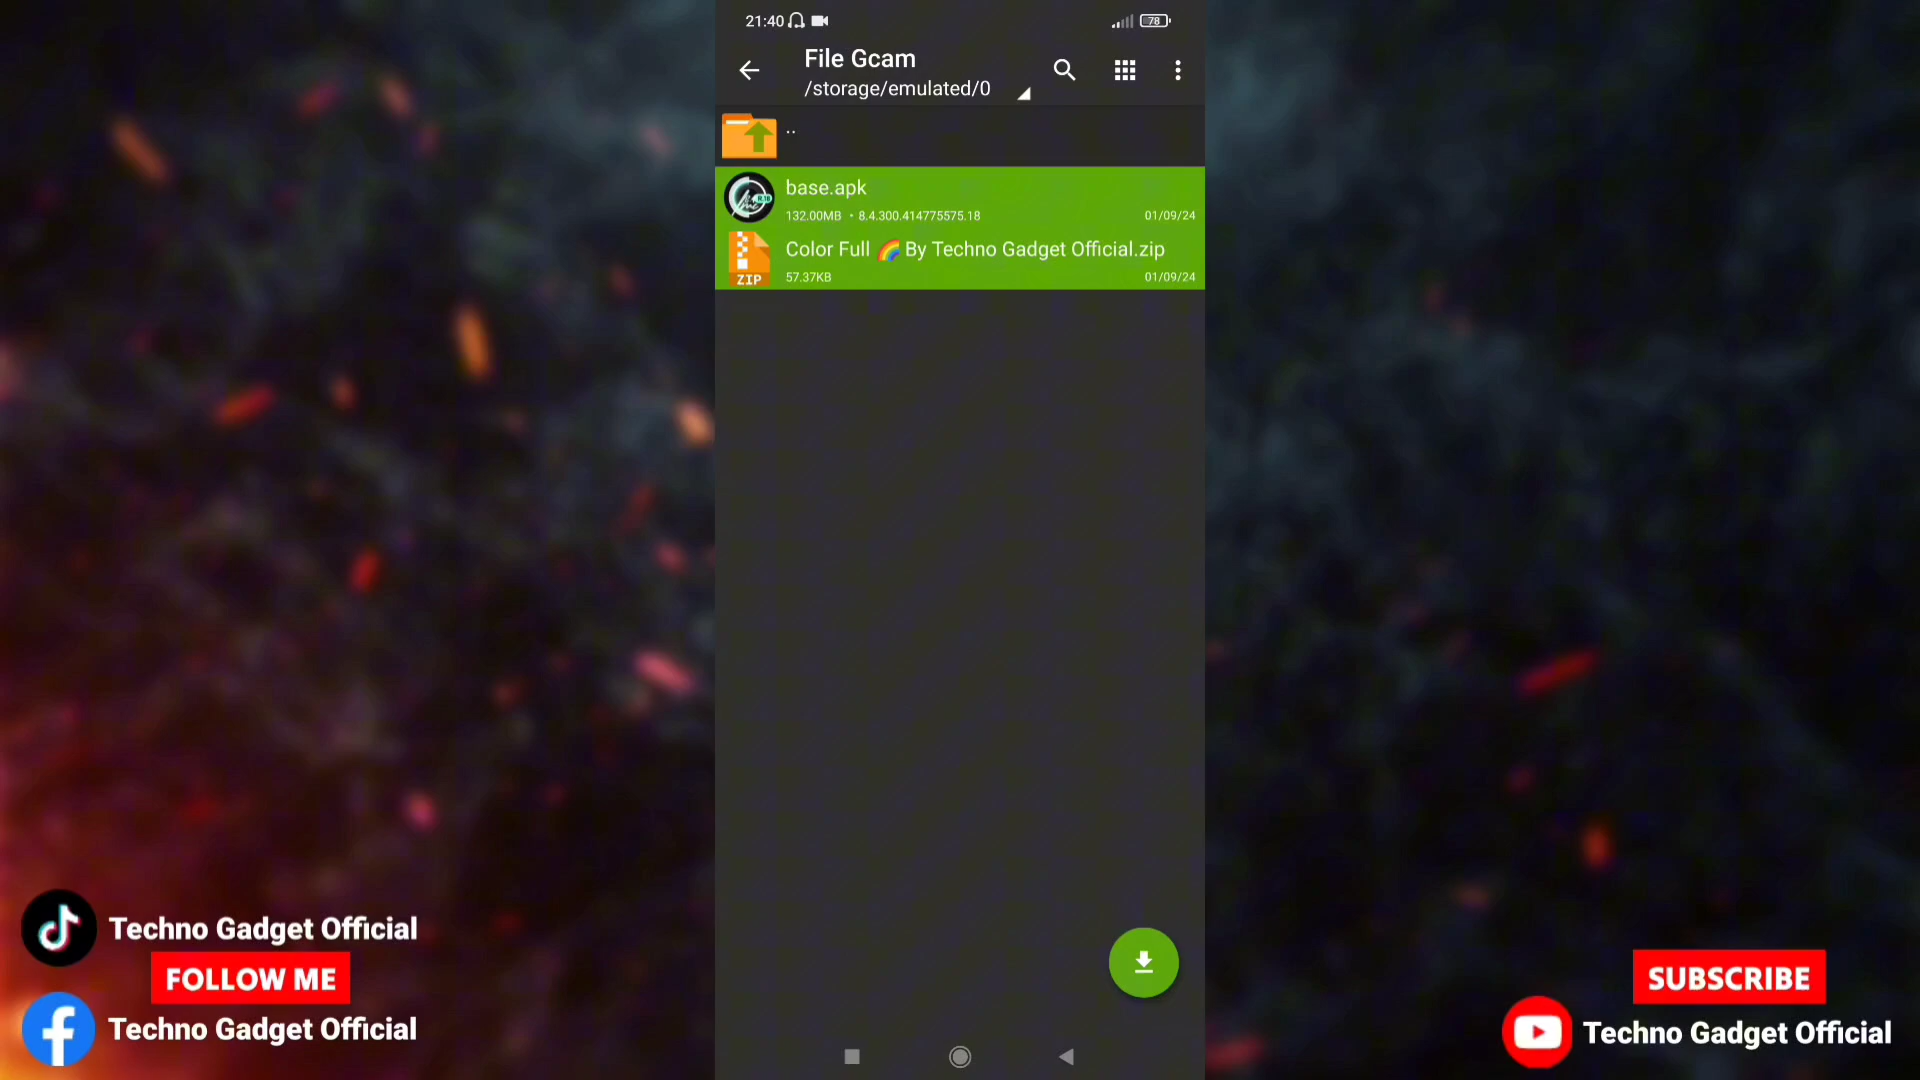 21:40
78
File Gcam
/storage/emulated/0
..
base.apk
132.00MB • 8.4.300.414775575.18 01/09/24
Color Full 🌈 By Techno Gadget Official.zip
ZIP
57.37KB 01/09/24
Techno Gadget Official
FOLLOW ME
Techno Gadget Official
SUBSCRIBE
Techno Gadget Official